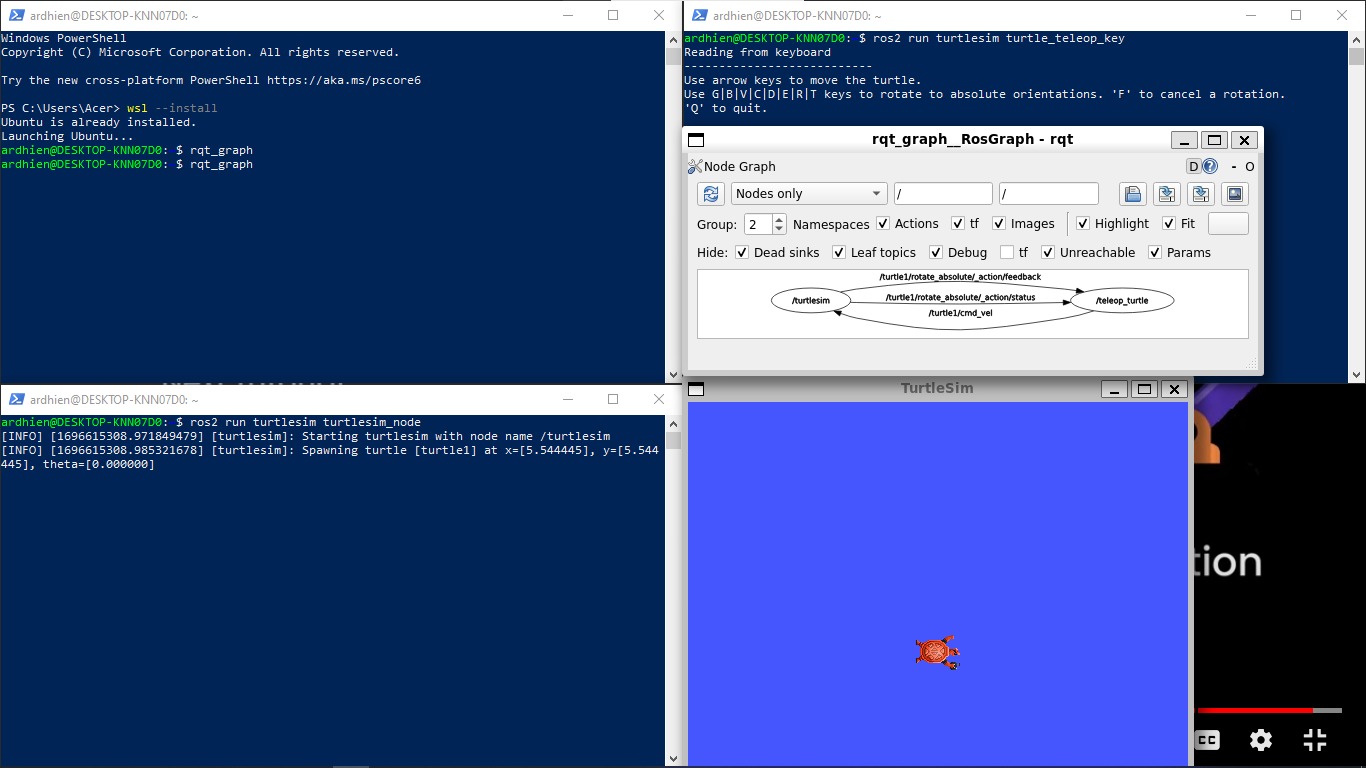 ardhien@DESKTOP-KNN07D0: ~
Windows PowerShell
Copyright (C) Microsoft Corporation. All rights reserved.
Try the new cross-platform PowerShell https://aka.ms/pscore6
PS C:\Users\Acer> wsl --install
Ubuntu is already installed.
Launching Ubuntu...
ardhien@DESKTOP-KNN07D0: $ rqt_graph
ardhien@DESKTOP-KNN07D0: $ rqt_graph
ardhien@DESKTOP-KNN07D0: ~
ardhien@DESKTOP-KNN07D0: $ ros2 run turtlesim turtle_teleop_key
Reading from keyboard
---------------------------
Use arrow keys to move the turtle.
Use G|B|V|C|D|E|R|T keys to rotate to absolute orientations. 'F' to cancel a rotation.
'Q' to quit.
rqt_graph__RosGraph - rqt
Node Graph D ? - O
Nodes only / /
Group: 2 Namespaces Actions tf Images Highlight Fit
Hide: Dead sinks Leaf topics Debug tf Unreachable Params
/turtle1/rotate_absolute/_action/feedback
/turtlesim /turtle1/rotate_absolute/_action/status /teleop_turtle
/turtle1/cmd_vel
ardhien@DESKTOP-KNN07D0: ~
ardhien@DESKTOP-KNN07D0: $ ros2 run turtlesim turtlesim_node
[INFO] [1696615308.971849479] [turtlesim]: Starting turtlesim with node name /turtlesim
[INFO] [1696615308.985321678] [turtlesim]: Spawning turtle [turtle1] at x=[5.544445], y=[5.544
445], theta=[0.000000]
TurtleSim
tion
CC